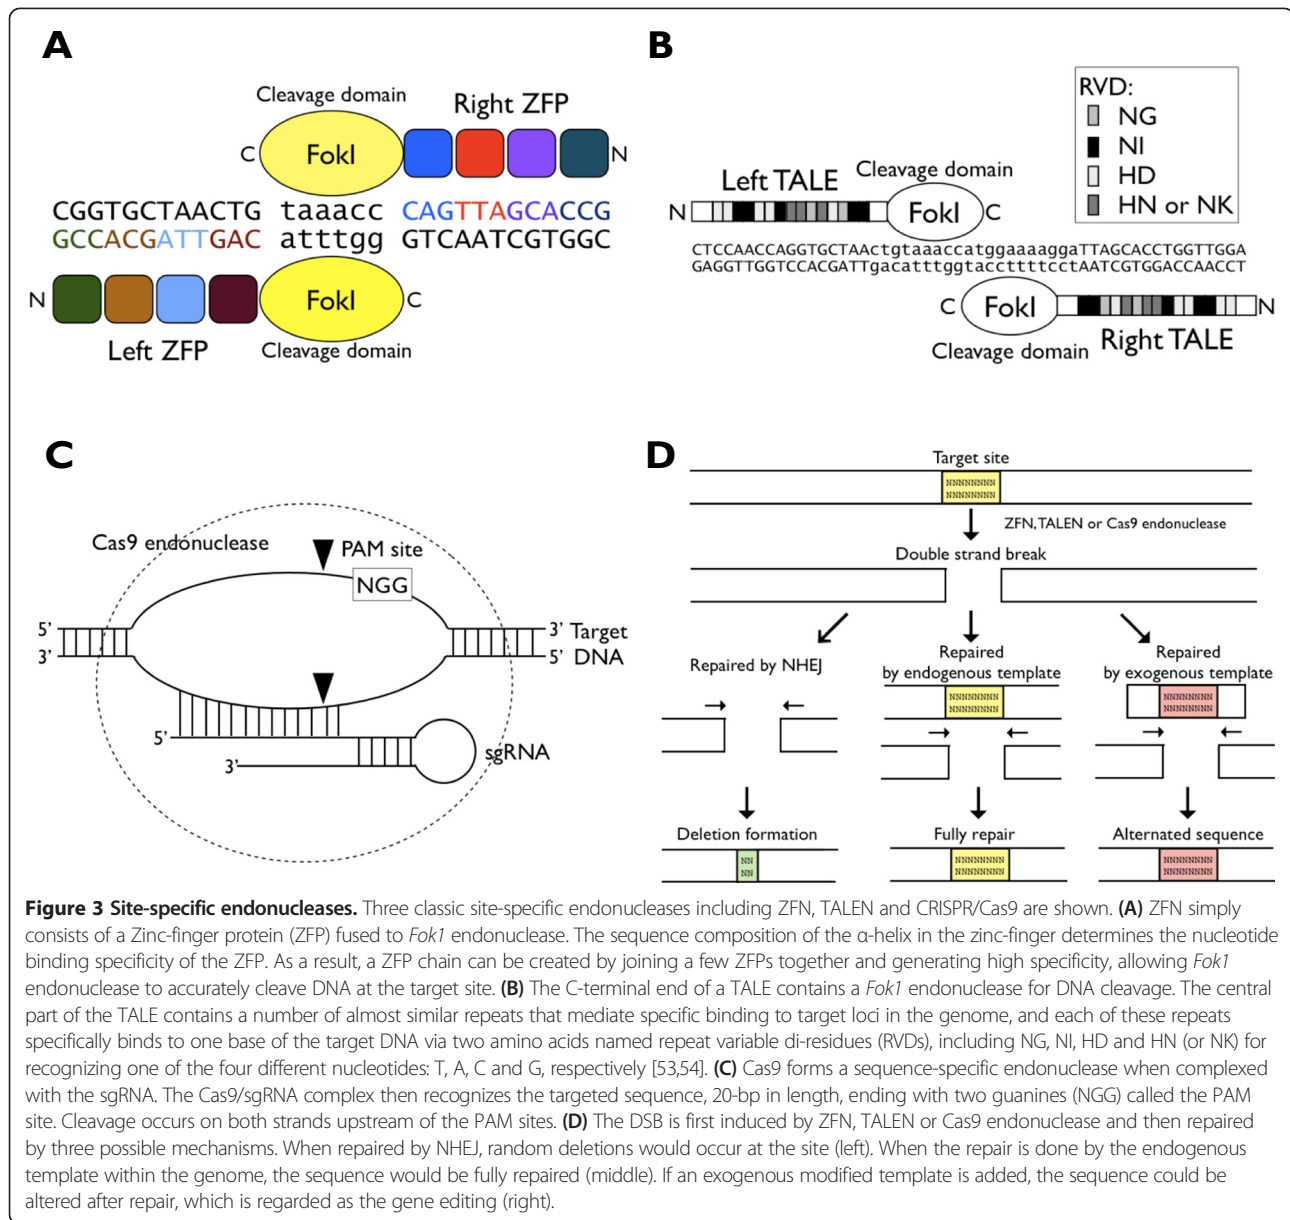 A
Cleavage domain
Right ZFP
C
FokI
N
CGGTGCTAACTG taaacc CAGTTAGCACCG
GCCACGATTGAC atttgg GTCAATCGTGGC
N
FokI
C
Left ZFP
Cleavage domain
B
RVD:
NG
NI
HD
HN or NK
Cleavage domain
Left TALE
N
FokI
C
CTCCAACCAGGTGCTAACtgtaaaccatggaaaaggaTTAGCACCTGGTTGGA
GAGGTTGGTCCACGATTgacatttggtaccttttcctAATCGTGGACCAACCT
C
FokI
N
Cleavage domain
Right TALE
C
Cas9 endonuclease
PAM site
NGG
5’
3’
Target
3’
5’
DNA
5’
3’
sgRNA
D
Target site
NNNNNNNN
NNNNNNNN
ZFN, TALEN or Cas9 endonuclease
Double strand break
Repaired by NHEJ
Repaired
by endogenous template
NNNNNNNN
NNNNNNNN
Repaired
by exogenous template
NNNNNNNN
NNNNNNNN
Deletion formation
NN
NN
Fully repair
NNNNNNNN
NNNNNNNN
Alternated sequence
NNNNNNNN
NNNNNNNN
Figure 3 Site-specific endonucleases. Three classic site-specific endonucleases including ZFN, TALEN and CRISPR/Cas9 are shown. (A) ZFN simply
consists of a Zinc-finger protein (ZFP) fused to Fok1 endonuclease. The sequence composition of the α-helix in the zinc-finger determines the nucleotide
binding specificity of the ZFP. As a result, a ZFP chain can be created by joining a few ZFPs together and generating high specificity, allowing Fok1
endonuclease to accurately cleave DNA at the target site. (B) The C-terminal end of a TALE contains a Fok1 endonuclease for DNA cleavage. The central
part of the TALE contains a number of almost similar repeats that mediate specific binding to target loci in the genome, and each of these repeats
specifically binds to one base of the target DNA via two amino acids named repeat variable di-residues (RVDs), including NG, NI, HD and HN (or NK) for
recognizing one of the four different nucleotides: T, A, C and G, respectively [53,54]. (C) Cas9 forms a sequence-specific endonuclease when complexed
with the sgRNA. The Cas9/sgRNA complex then recognizes the targeted sequence, 20-bp in length, ending with two guanines (NGG) called the PAM
site. Cleavage occurs on both strands upstream of the PAM sites. (D) The DSB is first induced by ZFN, TALEN or Cas9 endonuclease and then repaired
by three possible mechanisms. When repaired by NHEJ, random deletions would occur at the site (left). When the repair is done by the endogenous
template within the genome, the sequence would be fully repaired (middle). If an exogenous modified template is added, the sequence could be
altered after repair, which is regarded as the gene editing (right).